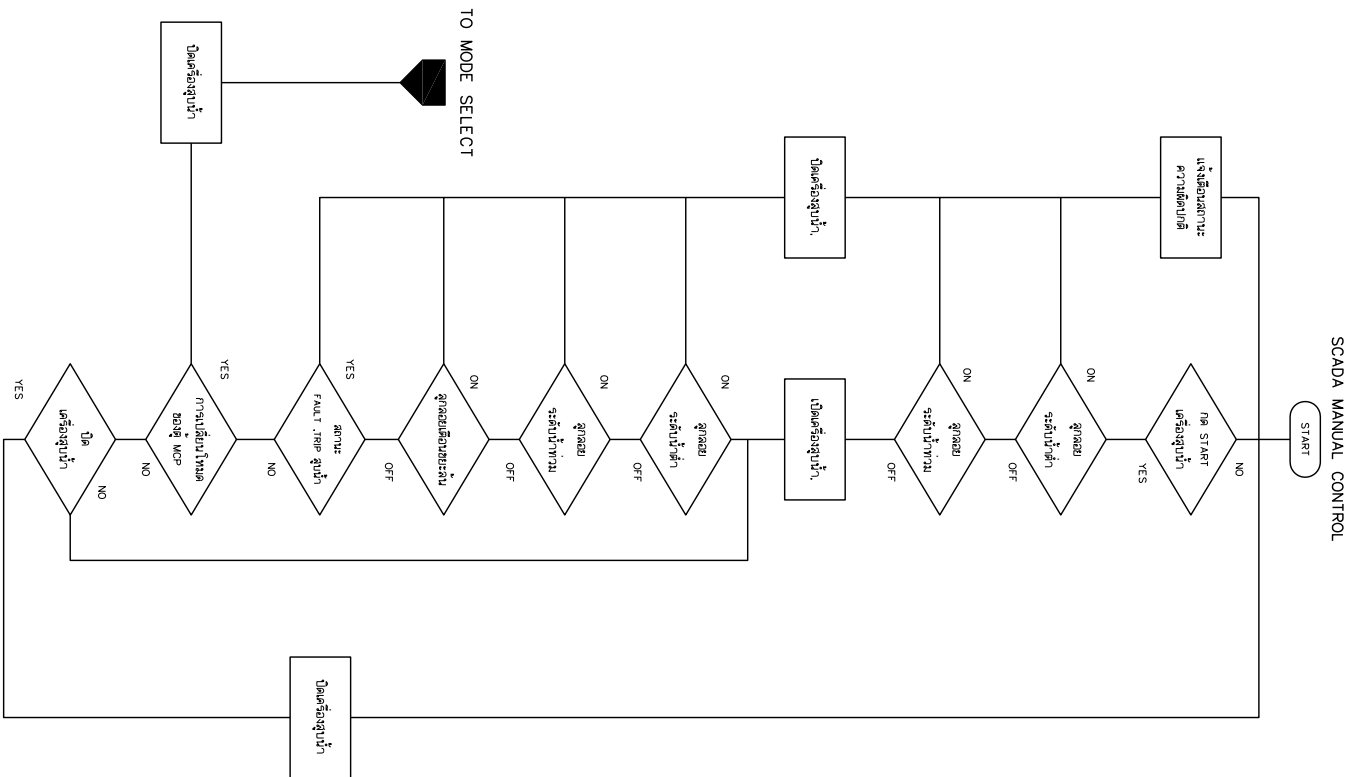 SCADA MANUAL CONTROL
START
กด START
เครื่องสูบน้ำ
NO
YES
แจ้งเตือนสถานะ
ความผิดปกติ
ลูกลอย
ระดับน้ำต่ำ
ON
OFF
ลูกลอย
ระดับน้ำท่วม
ON
OFF
เปิดเครื่องสูบน้ำ,
ปิดเครื่องสูบน้ำ,
ลูกลอย
ระดับน้ำต่ำ
ON
OFF
ลูกลอย
ระดับน้ำท่วม
ON
OFF
ลูกลอยเตือนขยะล้น
ON
OFF
สถานะ
FAULT ,TRIP สูบน้ำ
YES
NO
การเปลี่ยนโหมด
ของตู้ MCP
YES
NO
ปิด
เครื่องสูบน้ำ
NO
YES
ปิดเครื่องสูบน้ำ
ปิดเครื่องสูบน้ำ
TO MODE SELECT